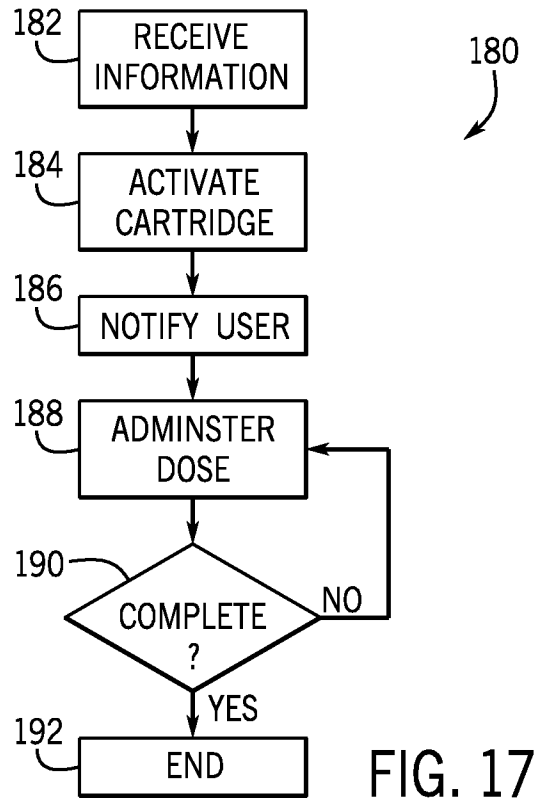 182
RECEIVE
INFORMATION
180
184
ACTIVATE
CARTRIDGE
186
NOTIFY USER
188
ADMINSTER
DOSE
190
COMPLETE
?
NO
YES
192
END
FIG. 17